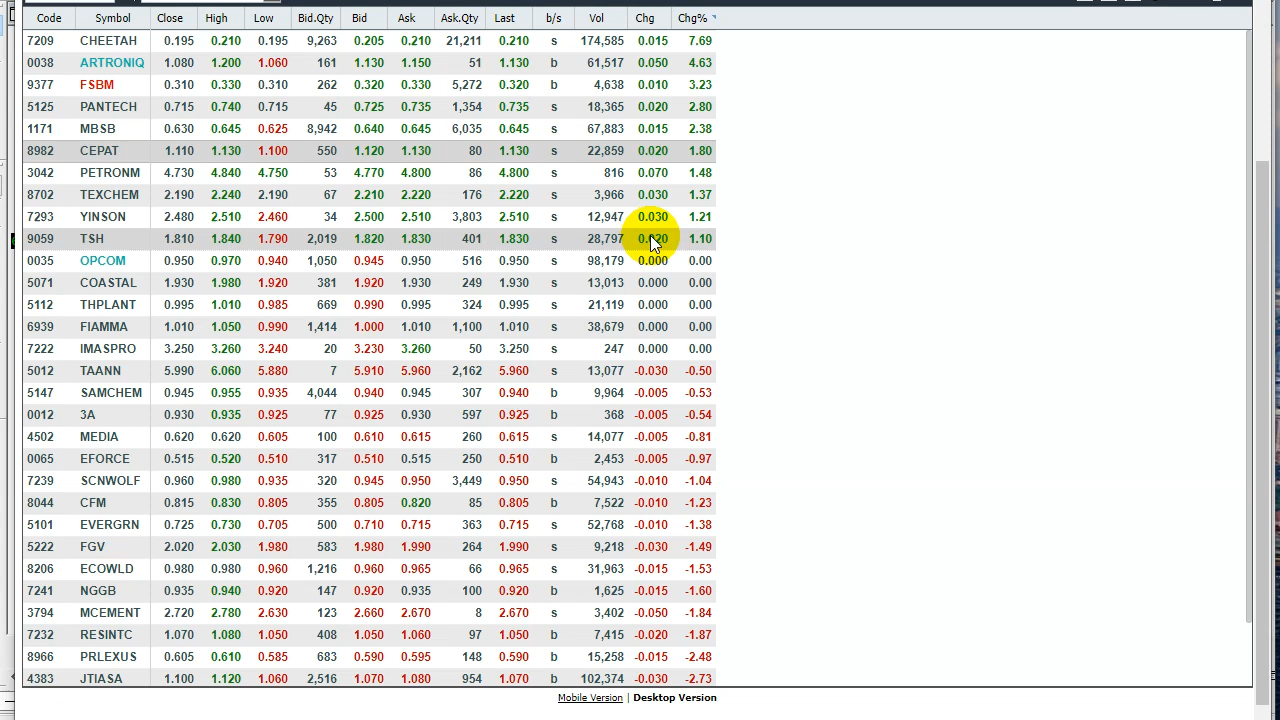 Code Symbol Close High Low Bid.Qty Bid Ask Ask.Qty Last b/s Vol Chg Chg%
7209 CHEETAH 0.195 0.210 0.195 9,263 0.205 0.210 21,211 0.210 s 174,585 0.015 7.69
0038 ARTRONIQ 1.080 1.200 1.060 161 1.130 1.150 51 1.130 b 61,517 0.050 4.63
9377 FSBM 0.310 0.330 0.310 262 0.320 0.330 5,272 0.320 b 4,638 0.010 3.23
5125 PANTECH 0.715 0.740 0.715 45 0.725 0.735 1,354 0.735 s 18,365 0.020 2.80
1171 MBSB 0.630 0.645 0.625 8,942 0.640 0.645 6,035 0.645 s 67,883 0.015 2.38
8982 CEPAT 1.110 1.130 1.100 550 1.120 1.130 80 1.130 s 22,859 0.020 1.80
3042 PETRONM 4.730 4.840 4.750 53 4.770 4.800 86 4.800 s 816 0.070 1.48
8702 TEXCHEM 2.190 2.240 2.190 67 2.210 2.220 176 2.220 s 3,966 0.030 1.37
7293 YINSON 2.480 2.510 2.460 34 2.500 2.510 3,803 2.510 s 12,947 0.030 1.21
9059 TSH 1.810 1.840 1.790 2,019 1.820 1.830 401 1.830 s 28,797 0.020 1.10
0035 OPCOM 0.950 0.970 0.940 1,050 0.945 0.950 516 0.950 s 98,179 0.000 0.00
5071 COASTAL 1.930 1.980 1.920 381 1.920 1.930 249 1.930 s 13,013 0.000 0.00
5112 THPLANT 0.995 1.010 0.985 669 0.990 0.995 324 0.995 s 21,119 0.000 0.00
6939 FIAMMA 1.010 1.050 0.990 1,414 1.000 1.010 1,100 1.010 s 38,679 0.000 0.00
7222 IMASPRO 3.250 3.260 3.240 20 3.230 3.260 50 3.250 s 247 0.000 0.00
5012 TAANN 5.990 6.060 5.880 7 5.910 5.960 2,162 5.960 s 13,077 -0.030 -0.50
5147 SAMCHEM 0.945 0.955 0.935 4,044 0.940 0.945 307 0.940 b 9,964 -0.005 -0.53
0012 3A 0.930 0.935 0.925 77 0.925 0.930 597 0.925 b 368 -0.005 -0.54
4502 MEDIA 0.620 0.620 0.605 100 0.610 0.615 260 0.615 s 14,077 -0.005 -0.81
0065 EFORCE 0.515 0.520 0.510 317 0.510 0.515 250 0.510 b 2,453 -0.005 -0.97
7239 SCNWOLF 0.960 0.980 0.935 320 0.945 0.950 3,449 0.950 s 54,943 -0.010 -1.04
8044 CFM 0.815 0.830 0.805 355 0.805 0.820 85 0.805 b 7,522 -0.010 -1.23
5101 EVERGRN 0.725 0.730 0.705 500 0.710 0.715 363 0.715 s 52,768 -0.010 -1.38
5222 FGV 2.020 2.030 1.980 583 1.980 1.990 264 1.990 s 9,218 -0.030 -1.49
8206 ECOWLD 0.980 0.980 0.960 1,216 0.960 0.965 66 0.965 s 31,963 -0.015 -1.53
7241 NGGB 0.935 0.940 0.920 147 0.920 0.935 100 0.920 b 1,625 -0.015 -1.60
3794 MCEMENT 2.720 2.780 2.630 123 2.660 2.670 8 2.670 s 3,402 -0.050 -1.84
7232 RESINTC 1.070 1.080 1.050 408 1.050 1.060 97 1.050 b 7,415 -0.020 -1.87
8966 PRLEXUS 0.605 0.610 0.585 683 0.590 0.595 148 0.590 b 15,258 -0.015 -2.48
4383 JTIASA 1.100 1.120 1.060 2,516 1.070 1.080 954 1.070 b 102,374 -0.030 -2.73
Mobile Version | Desktop Version